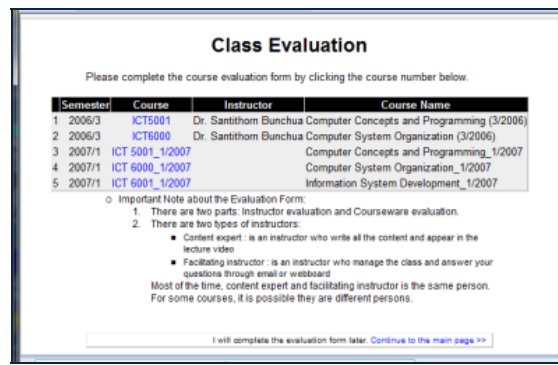 Class Evaluation
Please complete the course evaluation form by clicking the course number below.
Semester Course Instructor Course Name
1 2006/3 ICT5001 Dr. Santithorn Bunchua Computer Concepts and Programming (3/2006)
2 2006/3 ICT6000 Dr. Santithorn Bunchua Computer System Organization (3/2006)
3 2007/1 ICT 5001_1/2007 Computer Concepts and Programming_1/2007
4 2007/1 ICT 6000_1/2007 Computer System Organization_1/2007
5 2007/1 ICT 6001_1/2007 Information System Development_1/2007
o Important Note about the Evaluation Form:
1. There are two parts: Instructor evaluation and Courseware evaluation.
2. There are two types of instructors:
■ Content expert : is an instructor who write all the content and appear in the
lecture video
■ Facilitating instructor : is an instructor who manage the class and answer your
questions through email or webboard
Most of the time, content expert and facilitating instructor is the same person.
For some courses, it is possible they are different persons.
I will complete the evaluation form later. Continue to the main page >>